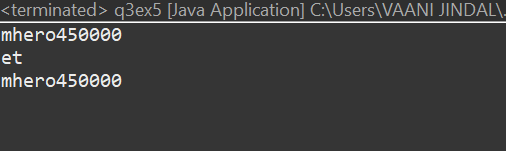 <terminated> q3ex5 [Java Application] C:\Users\VAANI JINDAL\.
mhero450000
et
mhero450000